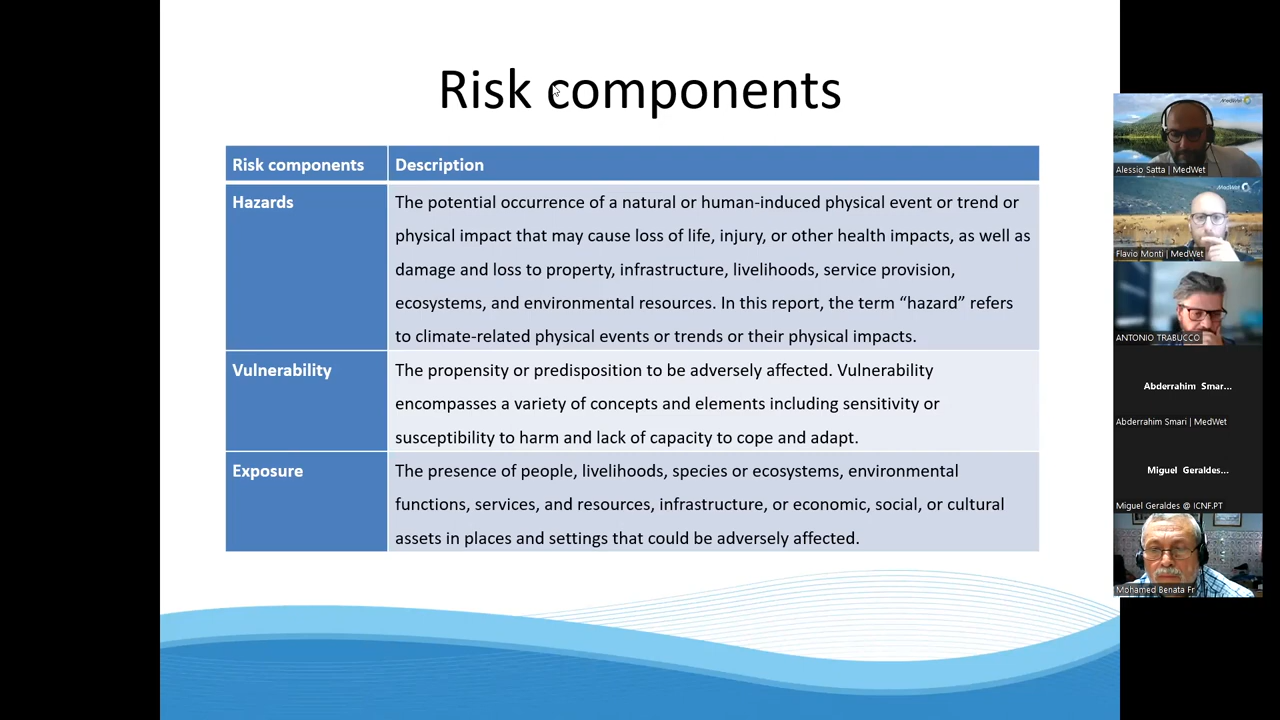 Risk components
Risk components
Description
Hazards
The potential occurrence of a natural or human-induced physical event or trend or
physical impact that may cause loss of life, injury, or other health impacts, as well as
damage and loss to property, infrastructure, livelihoods, service provision,
ecosystems, and environmental resources. In this report, the term “hazard” refers
to climate-related physical events or trends or their physical impacts.
Vulnerability
The propensity or predisposition to be adversely affected. Vulnerability
encompasses a variety of concepts and elements including sensitivity or
susceptibility to harm and lack of capacity to cope and adapt.
Exposure
The presence of people, livelihoods, species or ecosystems, environmental
functions, services, and resources, infrastructure, or economic, social, or cultural
assets in places and settings that could be adversely affected.
MedWet
Alessio Satta | MedWet
MedWet
Flavio Monti | MedWet
ANTONIO TRABUCCO
Abderrahim Smar...
Abderrahim Smari | MedWet
Miguel Geraldes...
Miguel Geraldes @ ICNF.PT
Mohamed Benata Fr